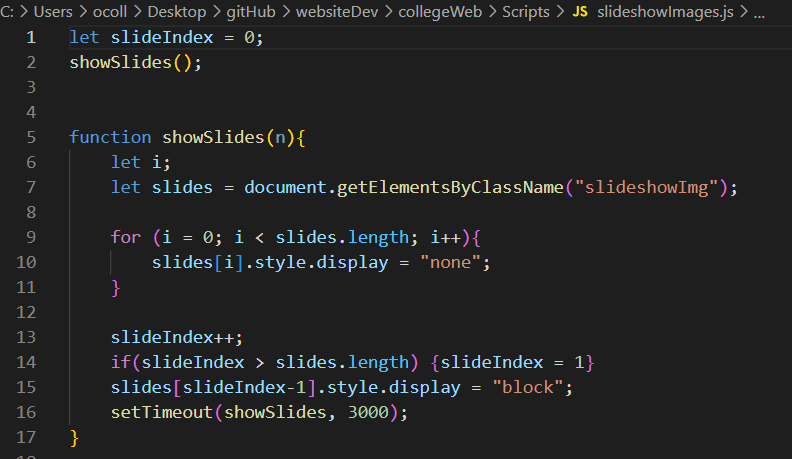 C: > Users > ocoll > Desktop > gitHub > websiteDev > collegeWeb > Scripts > JS slideshowImages.js > ...
1 let slideIndex = 0;
2 showSlides();
3
4
5 function showSlides(n){
6 let i;
7 let slides = document.getElementsByClassName("slideshowImg");
8
9 for (i = 0; i < slides.length; i++){
10 slides[i].style.display = "none";
11 }
12
13 slideIndex++;
14 if(slideIndex > slides.length) {slideIndex = 1}
15 slides[slideIndex-1].style.display = "block";
16 setTimeout(showSlides, 3000);
17 }